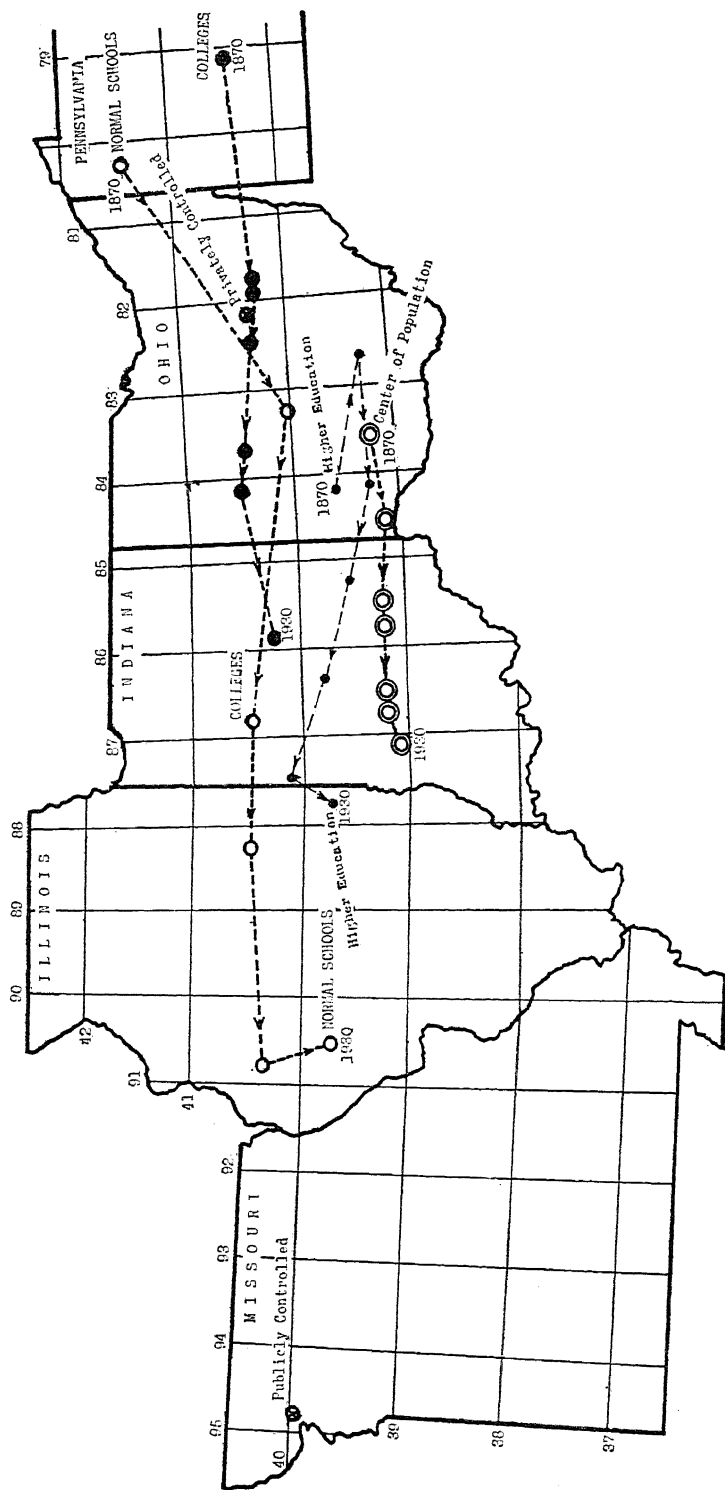 79
PENNSYLVANIA
NORMAL SCHOOLS
1870
COLLEGES
1870
Privately Controlled
81
82
OHIO
83
Higher Education
1870
Center of Population
1870
84
85
INDIANA
86
1930
COLLEGES
87
1930
88
1930
Higher Education
ILLINOIS
89
90
NORMAL SCHOOLS
1930
42
91
41
92
MISSOURI
93
Publicly Controlled
94
95
40
39
38
37